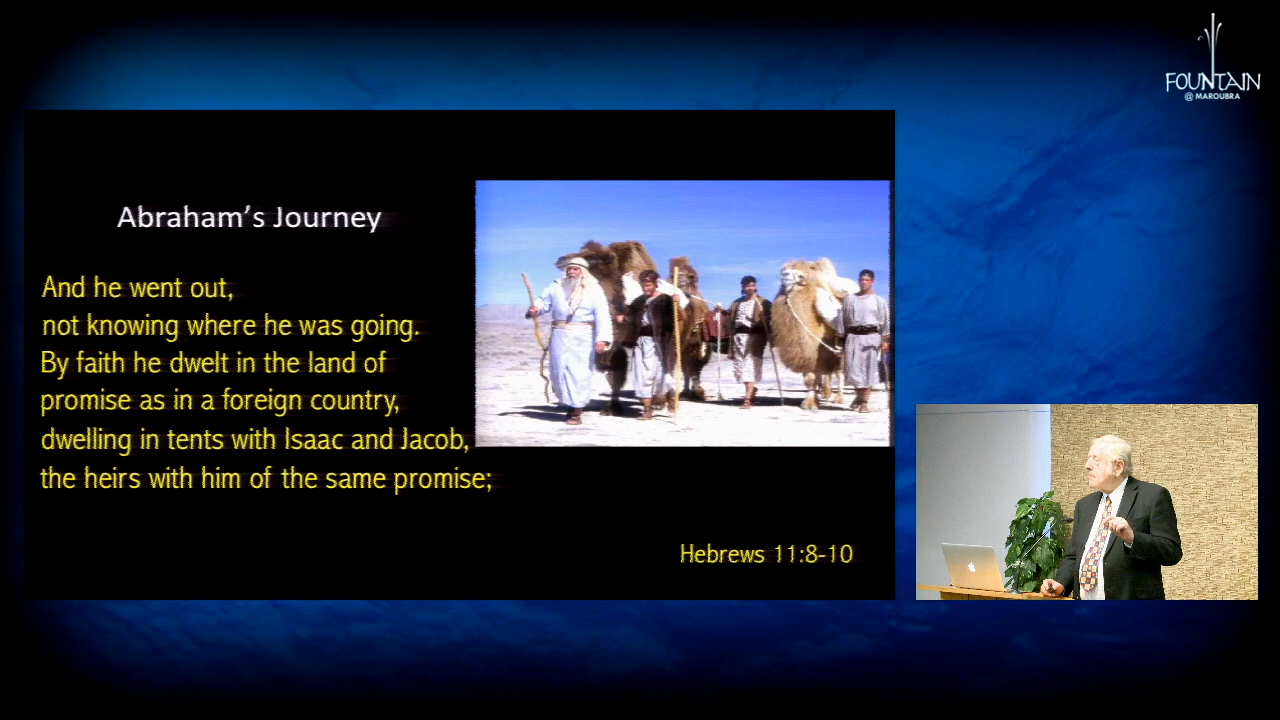 FOUNTAIN
@ MAROUBRA
Abraham's Journey
And he went out,
not knowing where he was going.
By faith he dwelt in the land of
promise as in a foreign country,
dwelling in tents with Isaac and Jacob,
the heirs with him of the same promise;
Hebrews 11:8-10